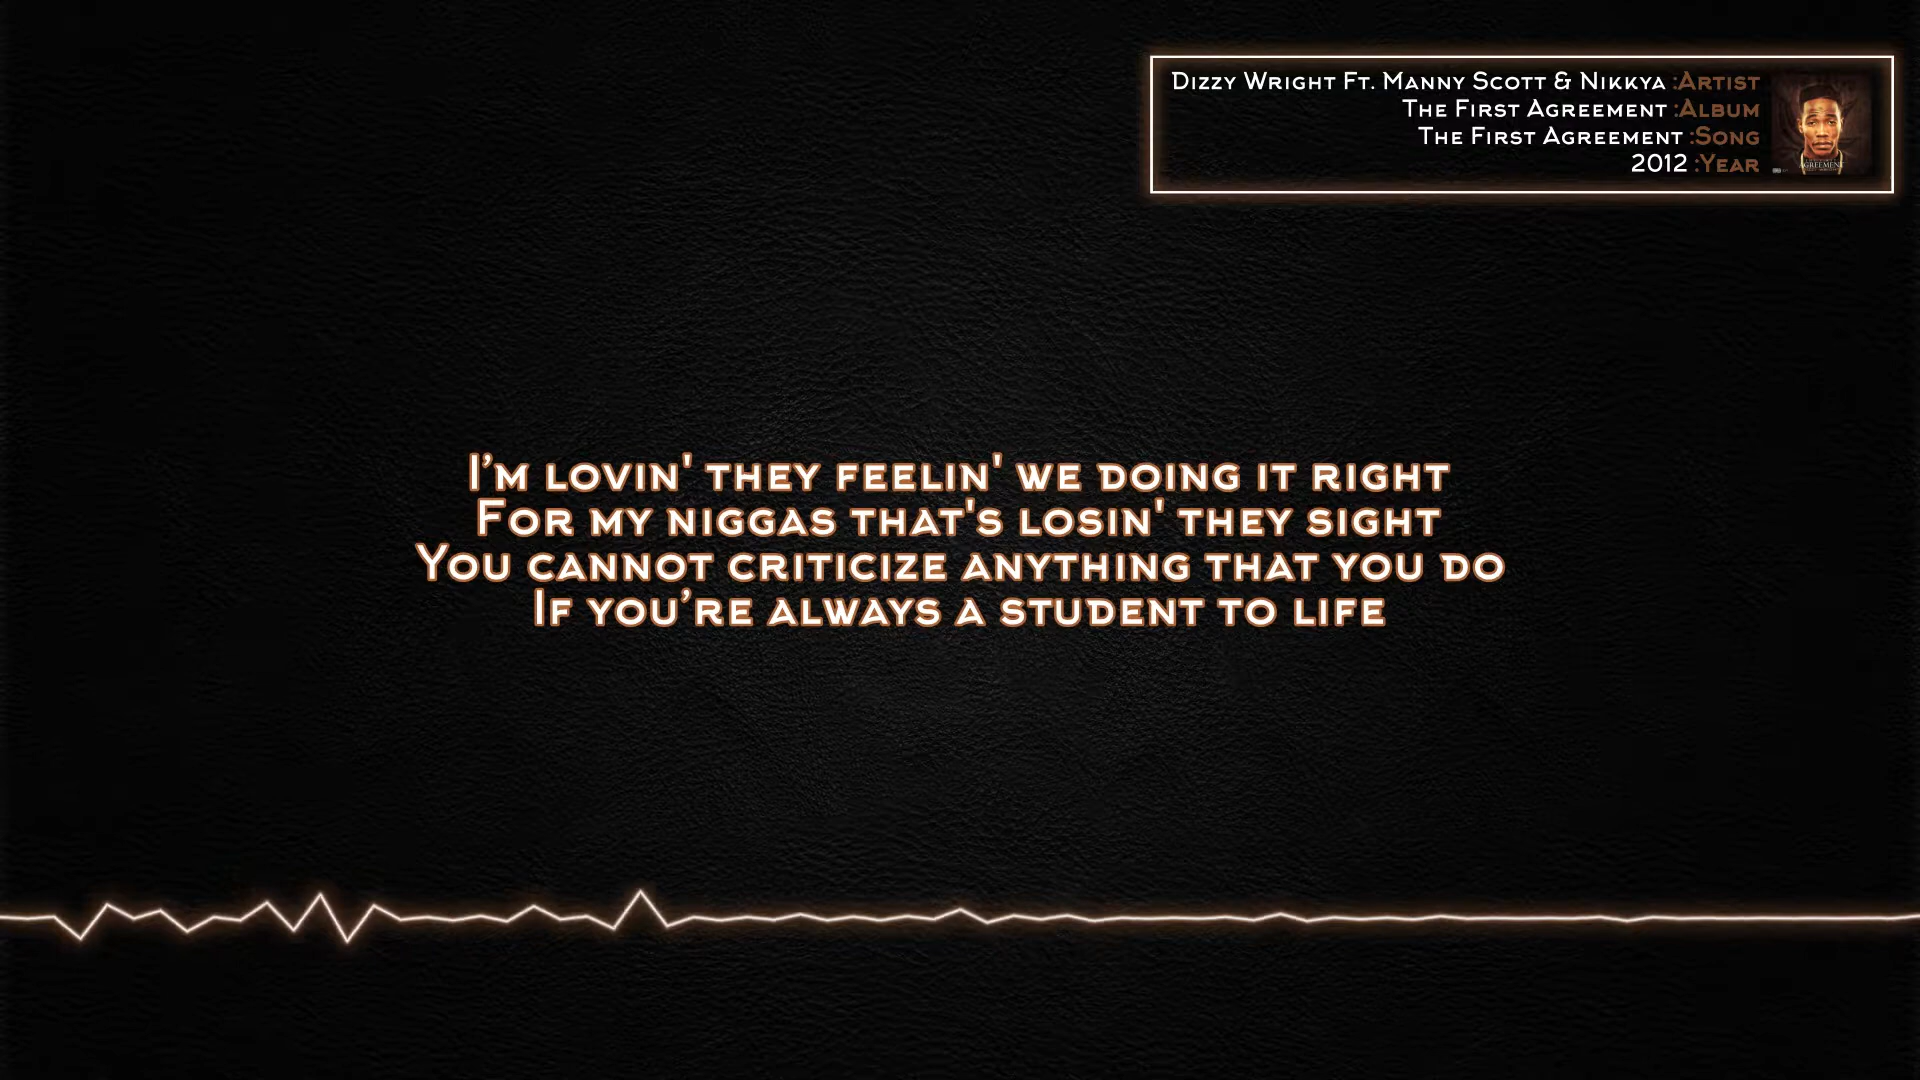 Dizzy Wright Ft. Manny Scott & Nikkya :Artist
The First Agreement :Album
The First Agreement :Song
2012 :Year
AGREEMENT
I’m lovin' they feelin' we doing it right
For my niggas that's losin' they sight
You cannot criticize anything that you do
If you’re always a student to life